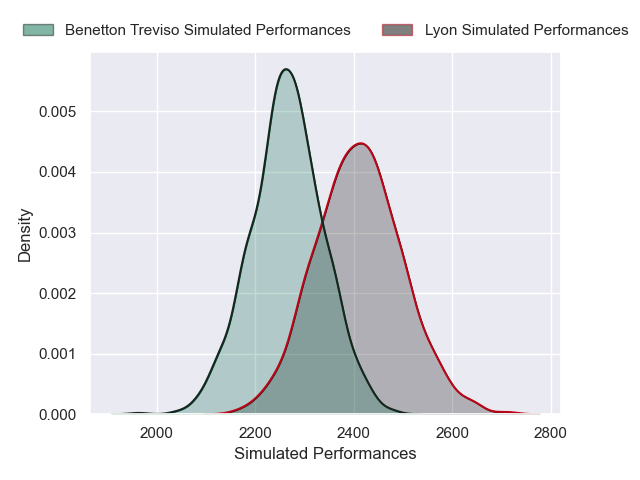 Benetton Treviso Simulated Performances Lyon Simulated Performances
0.005
0.004
0.003
0.002
0.001
0.000
Density
2000 2200 2400 2600 2800
Simulated Performances